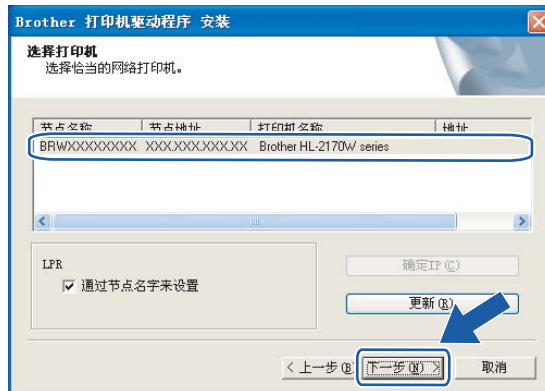 Brother 打印机驱动程序 安装
选择打印机
选择恰当的网络打印机。
节点名称 节点地址 打印机名称 地址
BRWXXXXXXXX XXX.XXX.XXX.XX Brother HL-2170W series
LPR
通过节点名字来设置
确定IP (C)
更新 (R)
< 上一步 (B) 下一步 (N) > 取消